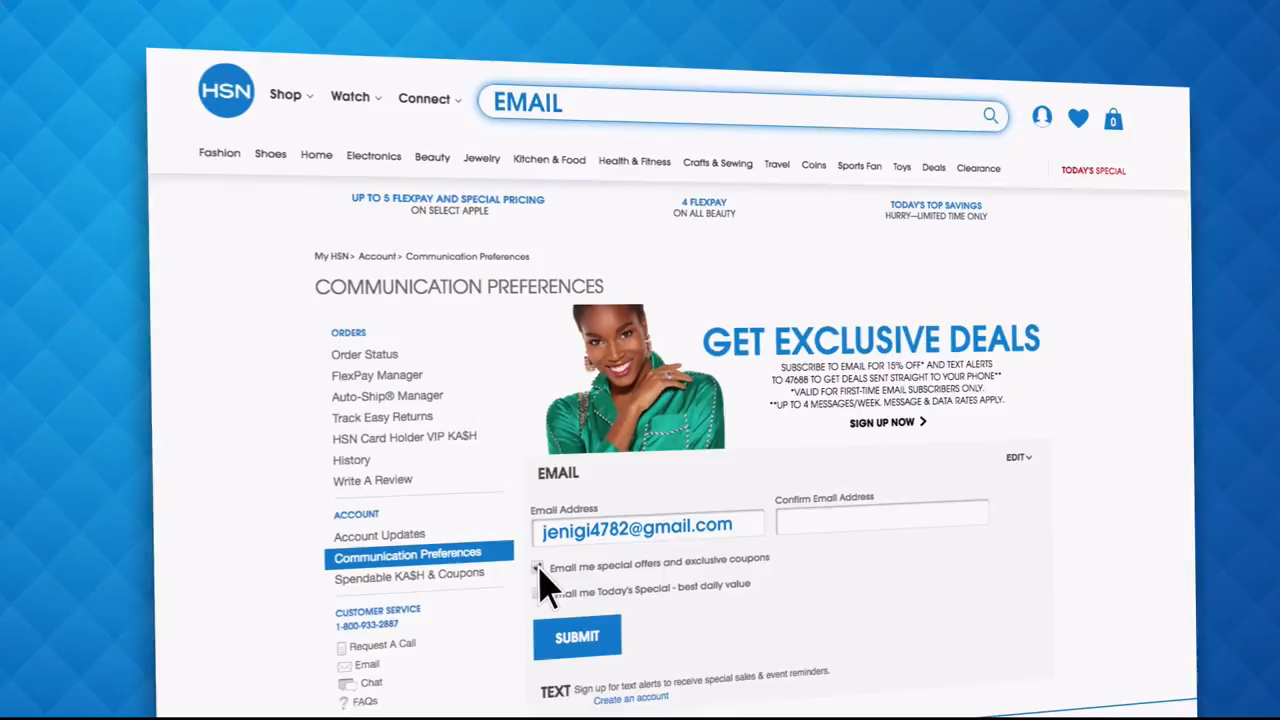 HSN
Shop
Watch
Connect
EMAIL
0
Fashion
Shoes
Home
Electronics
Beauty
Jewelry
Kitchen & Food
Health & Fitness
Crafts & Sewing
Travel
Coins
Sports Fan
Toys
Deals
Clearance
TODAY'S SPECIAL
UP TO 5 FLEXPAY AND SPECIAL PRICING
ON SELECT APPLE
4 FLEXPAY
ON ALL BEAUTY
TODAY'S TOP SAVINGS
HURRY—LIMITED TIME ONLY
My HSN> Account> Communication Preferences
COMMUNICATION PREFERENCES
ORDERS
Order Status
FlexPay Manager
Auto-Ship® Manager
Track Easy Returns
HSN Card Holder VIP KA$H
History
Write A Review
ACCOUNT
Account Updates
Communication Preferences
Spendable KA$H & Coupons
CUSTOMER SERVICE
1-800-933-2887
Request A Call
Email
Chat
FAQs
GET EXCLUSIVE DEALS
SUBSCRIBE TO EMAIL FOR 15% OFF* AND TEXT ALERTS
TO 47688 TO GET DEALS SENT STRAIGHT TO YOUR PHONE**
*VALID FOR FIRST-TIME EMAIL SUBSCRIBERS ONLY.
**UP TO 4 MESSAGES/WEEK. MESSAGE & DATA RATES APPLY.
SIGN UP NOW
EMAIL
EDIT
Email Address
Confirm Email Address
jenigi4782@gmail.com
Email me special offers and exclusive coupons
me Today's Special - best daily value
SUBMIT
TEXT Sign up for text alerts to receive special sales & event reminders.
Create an account